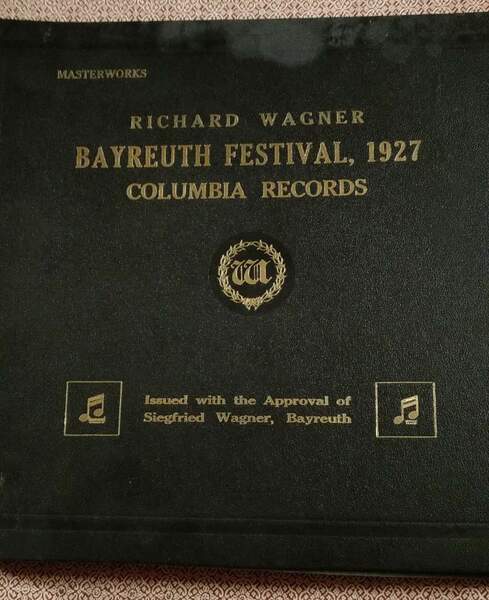 MASTERWORKS
RICHARD WAGNER
BAYREUTH FESTIVAL, 1927
COLUMBIA RECORDS
W
Issued with the Approval of
Siegfried Wagner, Bayreuth